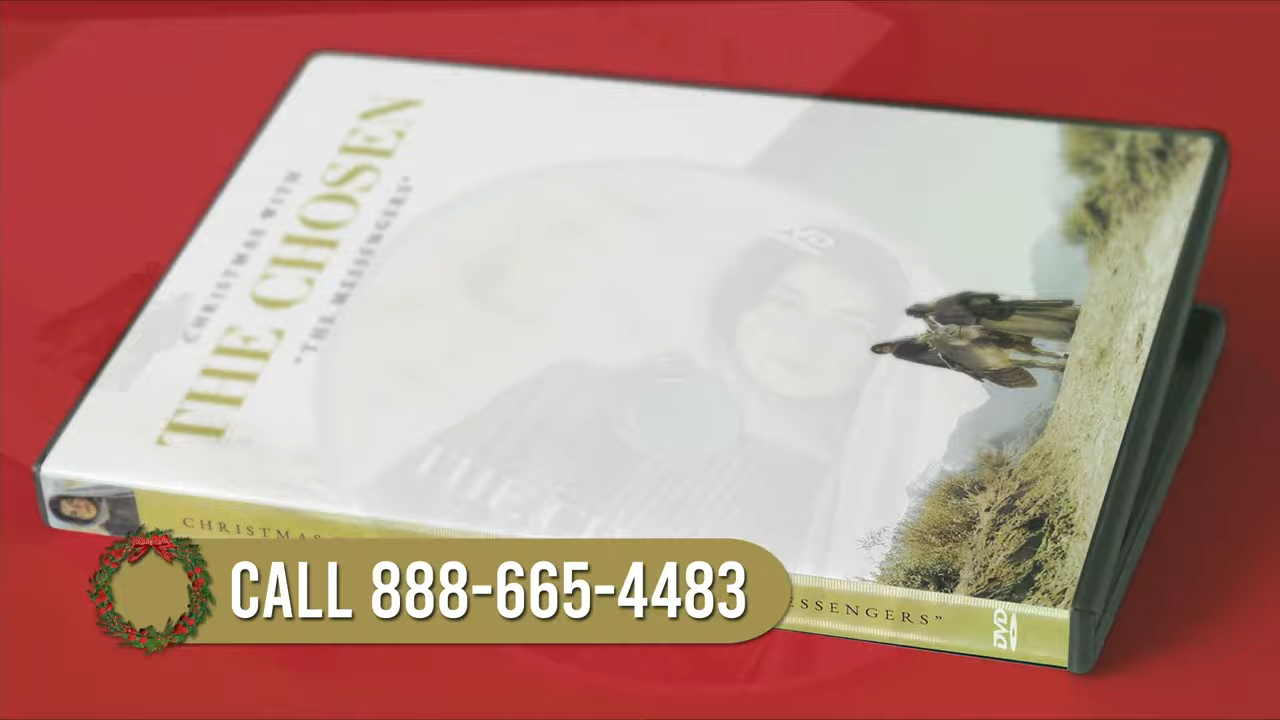 CHRISTMAS WITH
THE CHOSEN
"THE MESSENGERS"
CHRISTMAS
ESSENGERS"
DVD
CALL 888-665-4483